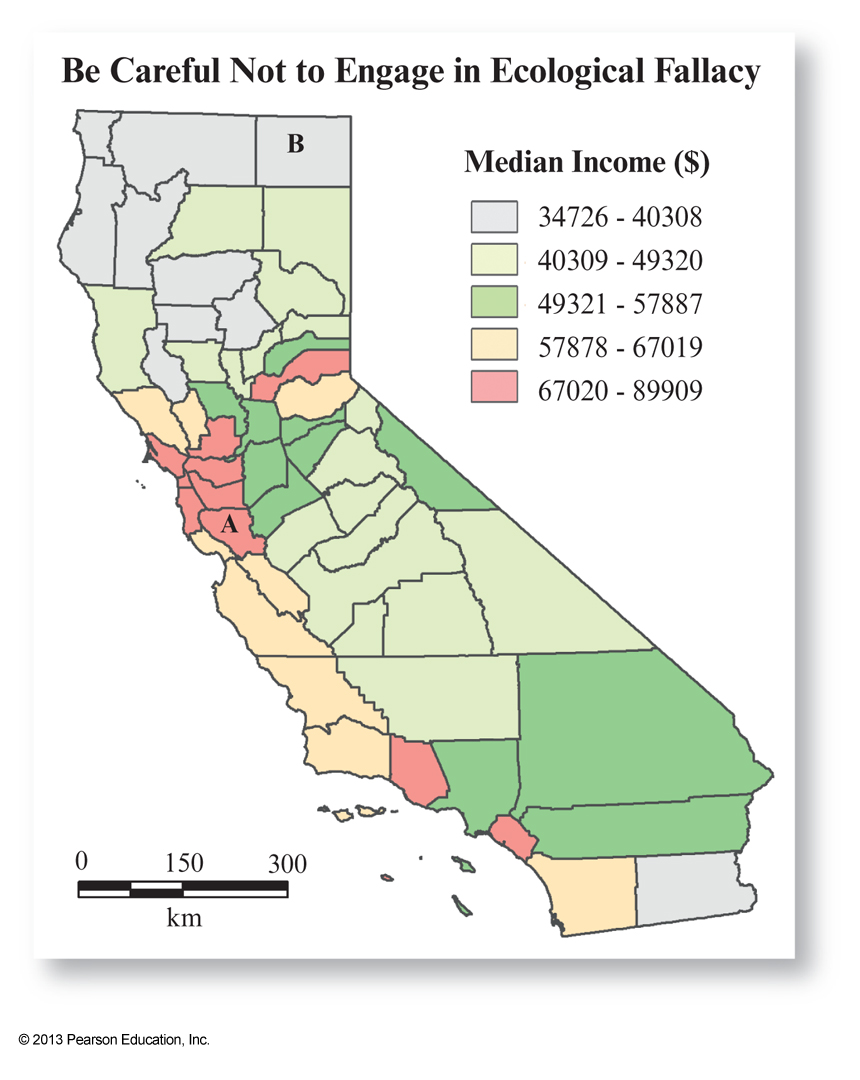 Be Careful Not to Engage in Ecological Fallacy
B
Median Income ($)
34726 - 40308
40309 - 49320
49321 - 57887
57878 - 67019
67020 - 89909
A
0 150 300
km
© 2013 Pearson Education, Inc.